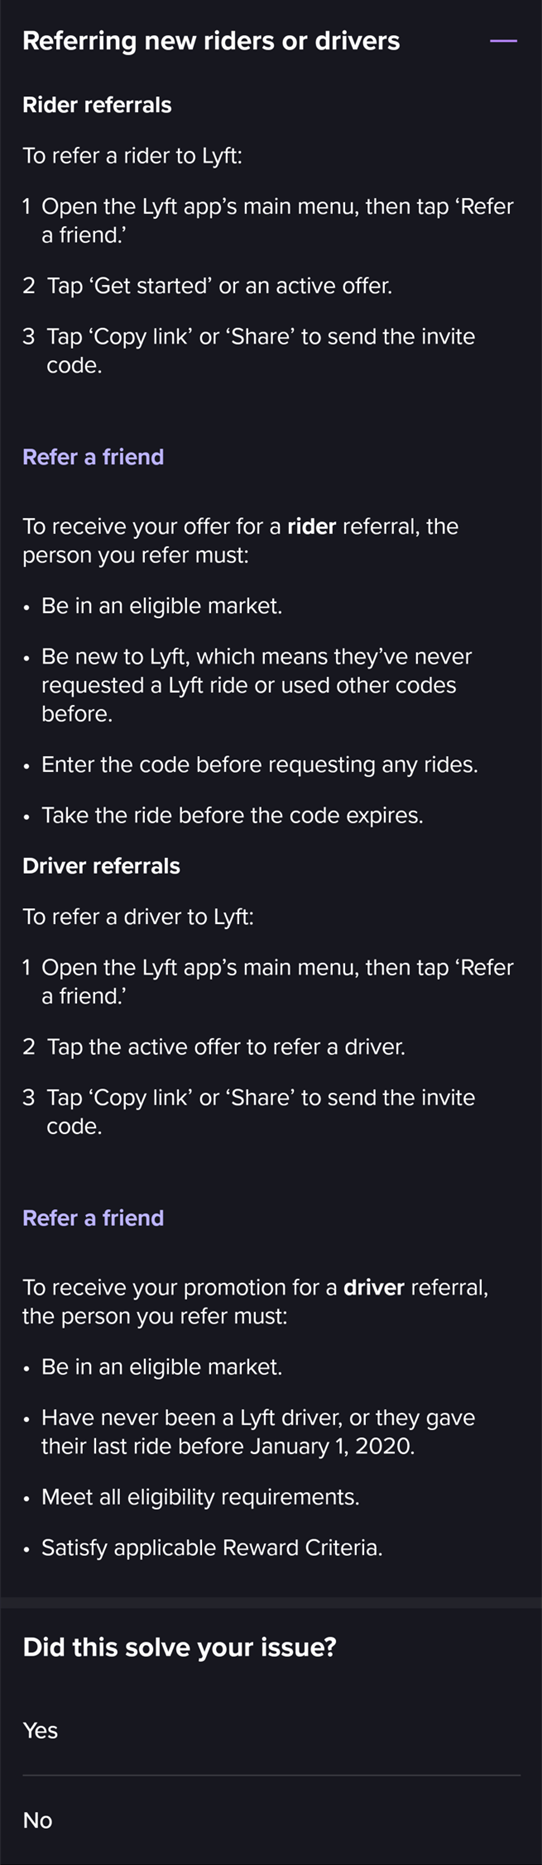 Referring new riders or drivers
Rider referrals
To refer a rider to Lyft:
1 Open the Lyft app’s main menu, then tap ‘Refer
a friend.’
2 Tap ‘Get started’ or an active offer.
3 Tap ‘Copy link’ or ‘Share’ to send the invite
code.
Refer a friend
To receive your offer for a rider referral, the
person you refer must:
• Be in an eligible market.
• Be new to Lyft, which means they’ve never
requested a Lyft ride or used other codes
before.
• Enter the code before requesting any rides.
• Take the ride before the code expires.
Driver referrals
To refer a driver to Lyft:
1 Open the Lyft app’s main menu, then tap ‘Refer
a friend.’
2 Tap the active offer to refer a driver.
3 Tap ‘Copy link’ or ‘Share’ to send the invite
code.
Refer a friend
To receive your promotion for a driver referral,
the person you refer must:
• Be in an eligible market.
• Have never been a Lyft driver, or they gave
their last ride before January 1, 2020.
• Meet all eligibility requirements.
• Satisfy applicable Reward Criteria.
Did this solve your issue?
Yes
No